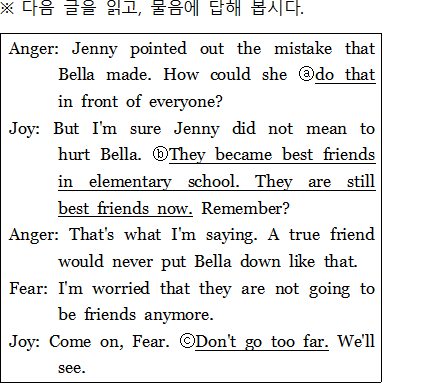 ※ 다음 글을 읽고, 물음에 답해 봅시다.
Anger: Jenny pointed out the mistake that
Bella made. How could she ⓐdo that
in front of everyone?
Joy: But I'm sure Jenny did not mean to
hurt Bella. ⓑThey became best friends
in elementary school. They are still
best friends now. Remember?
Anger: That's what I'm saying. A true friend
would never put Bella down like that.
Fear: I'm worried that they are not going to
be friends anymore.
Joy: Come on, Fear. ⓒDon't go too far. We'll
see.